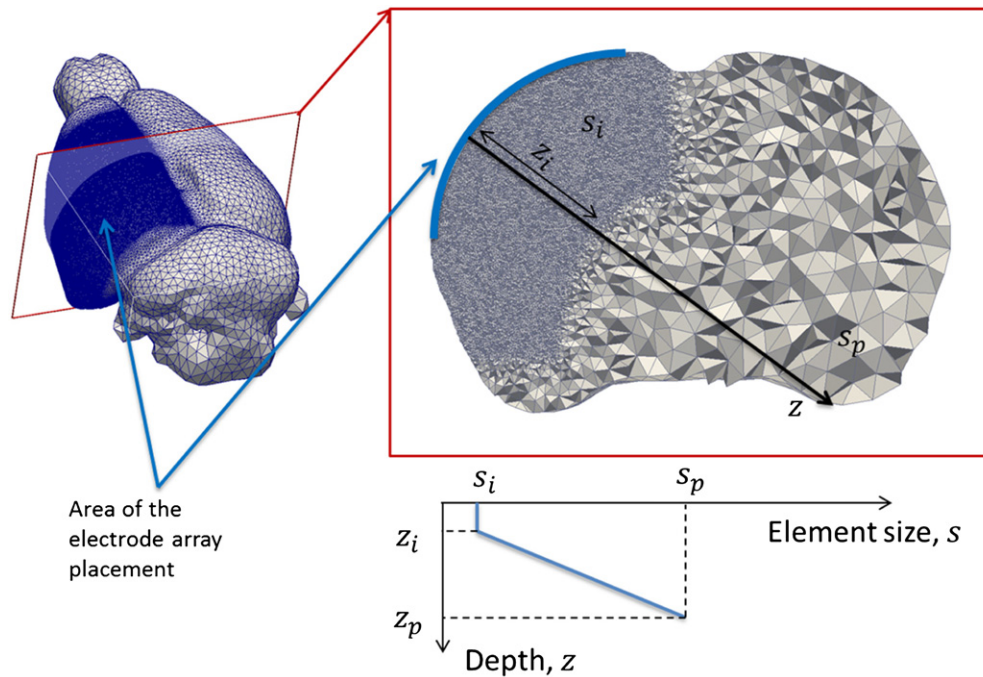 s_i
z_i
s_p
z
Area of the
electrode array
placement
s_i
s_p
Element size, s
z_i
z_p
Depth, z